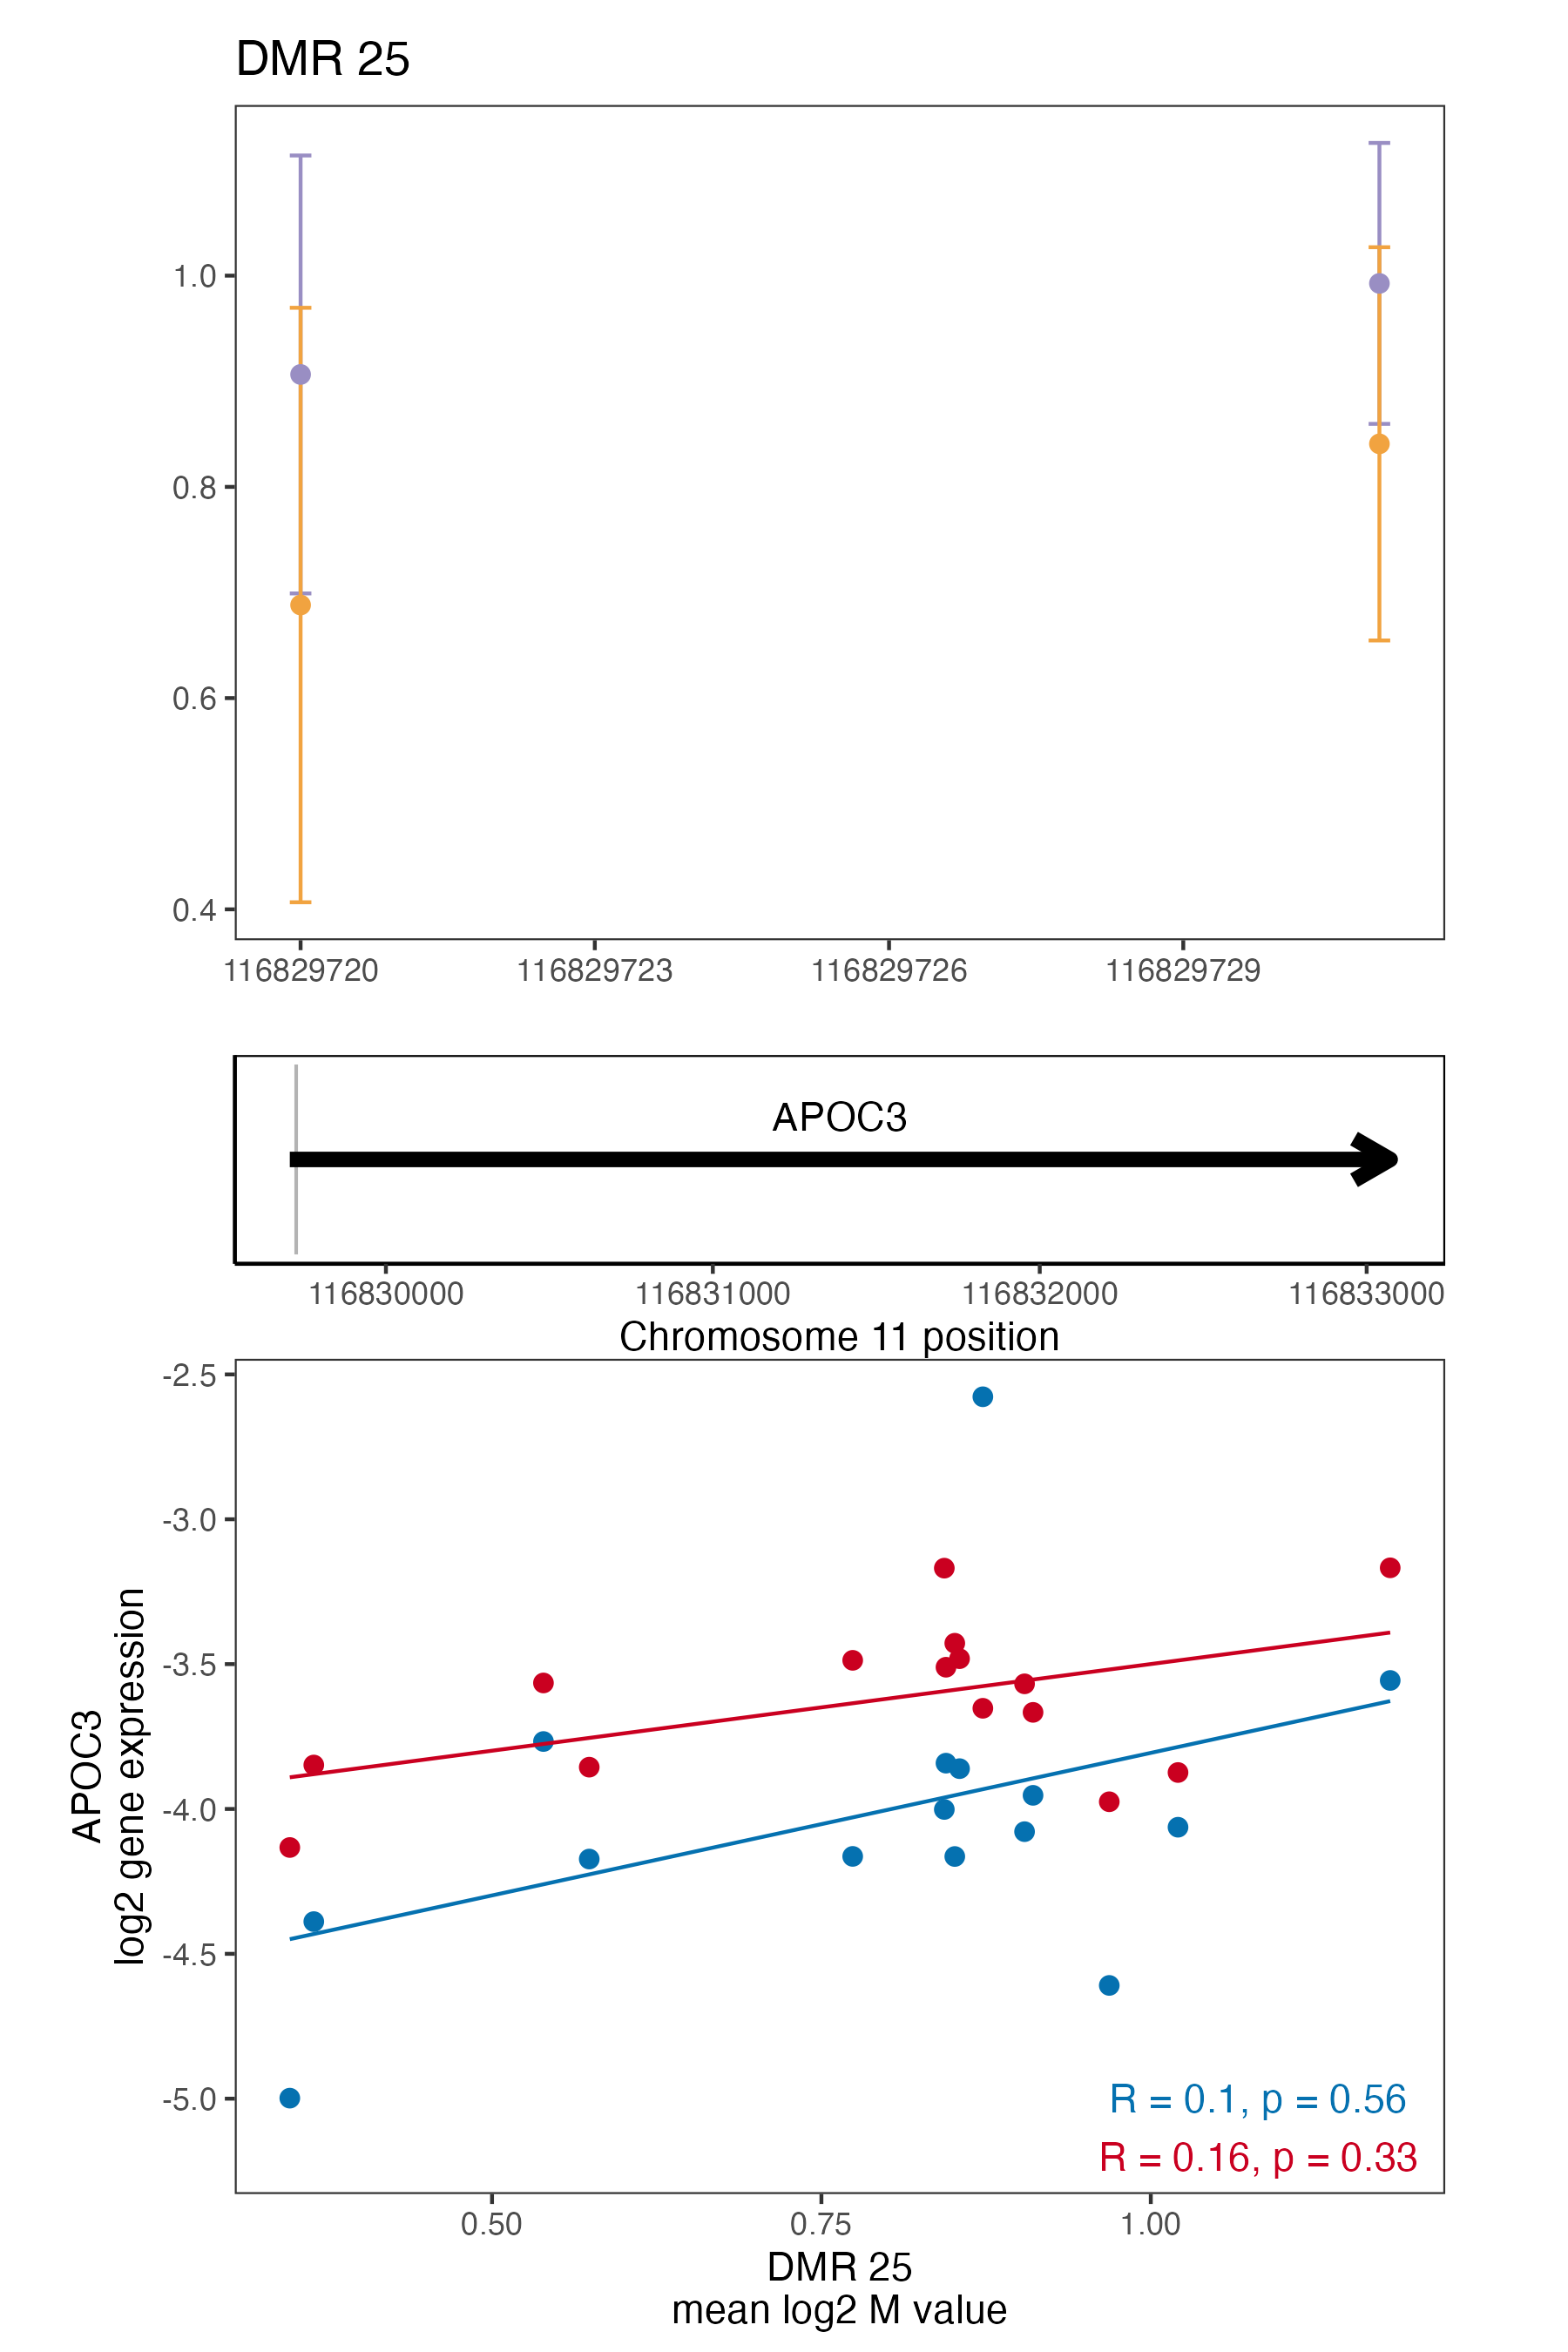 DMR 25
1.0
0.8
0.6
0.4
116829720 116829723 116829726 116829729
APOC3
116830000 116831000 116832000 116833000
Chromosome 11 position
-2.5
-3.0
-3.5
-4.0
-4.5
-5.0
APOC3
log2 gene expression
R = 0.1, p = 0.56
R = 0.16, p = 0.33
0.50 0.75 1.00
DMR 25
mean log2 M value